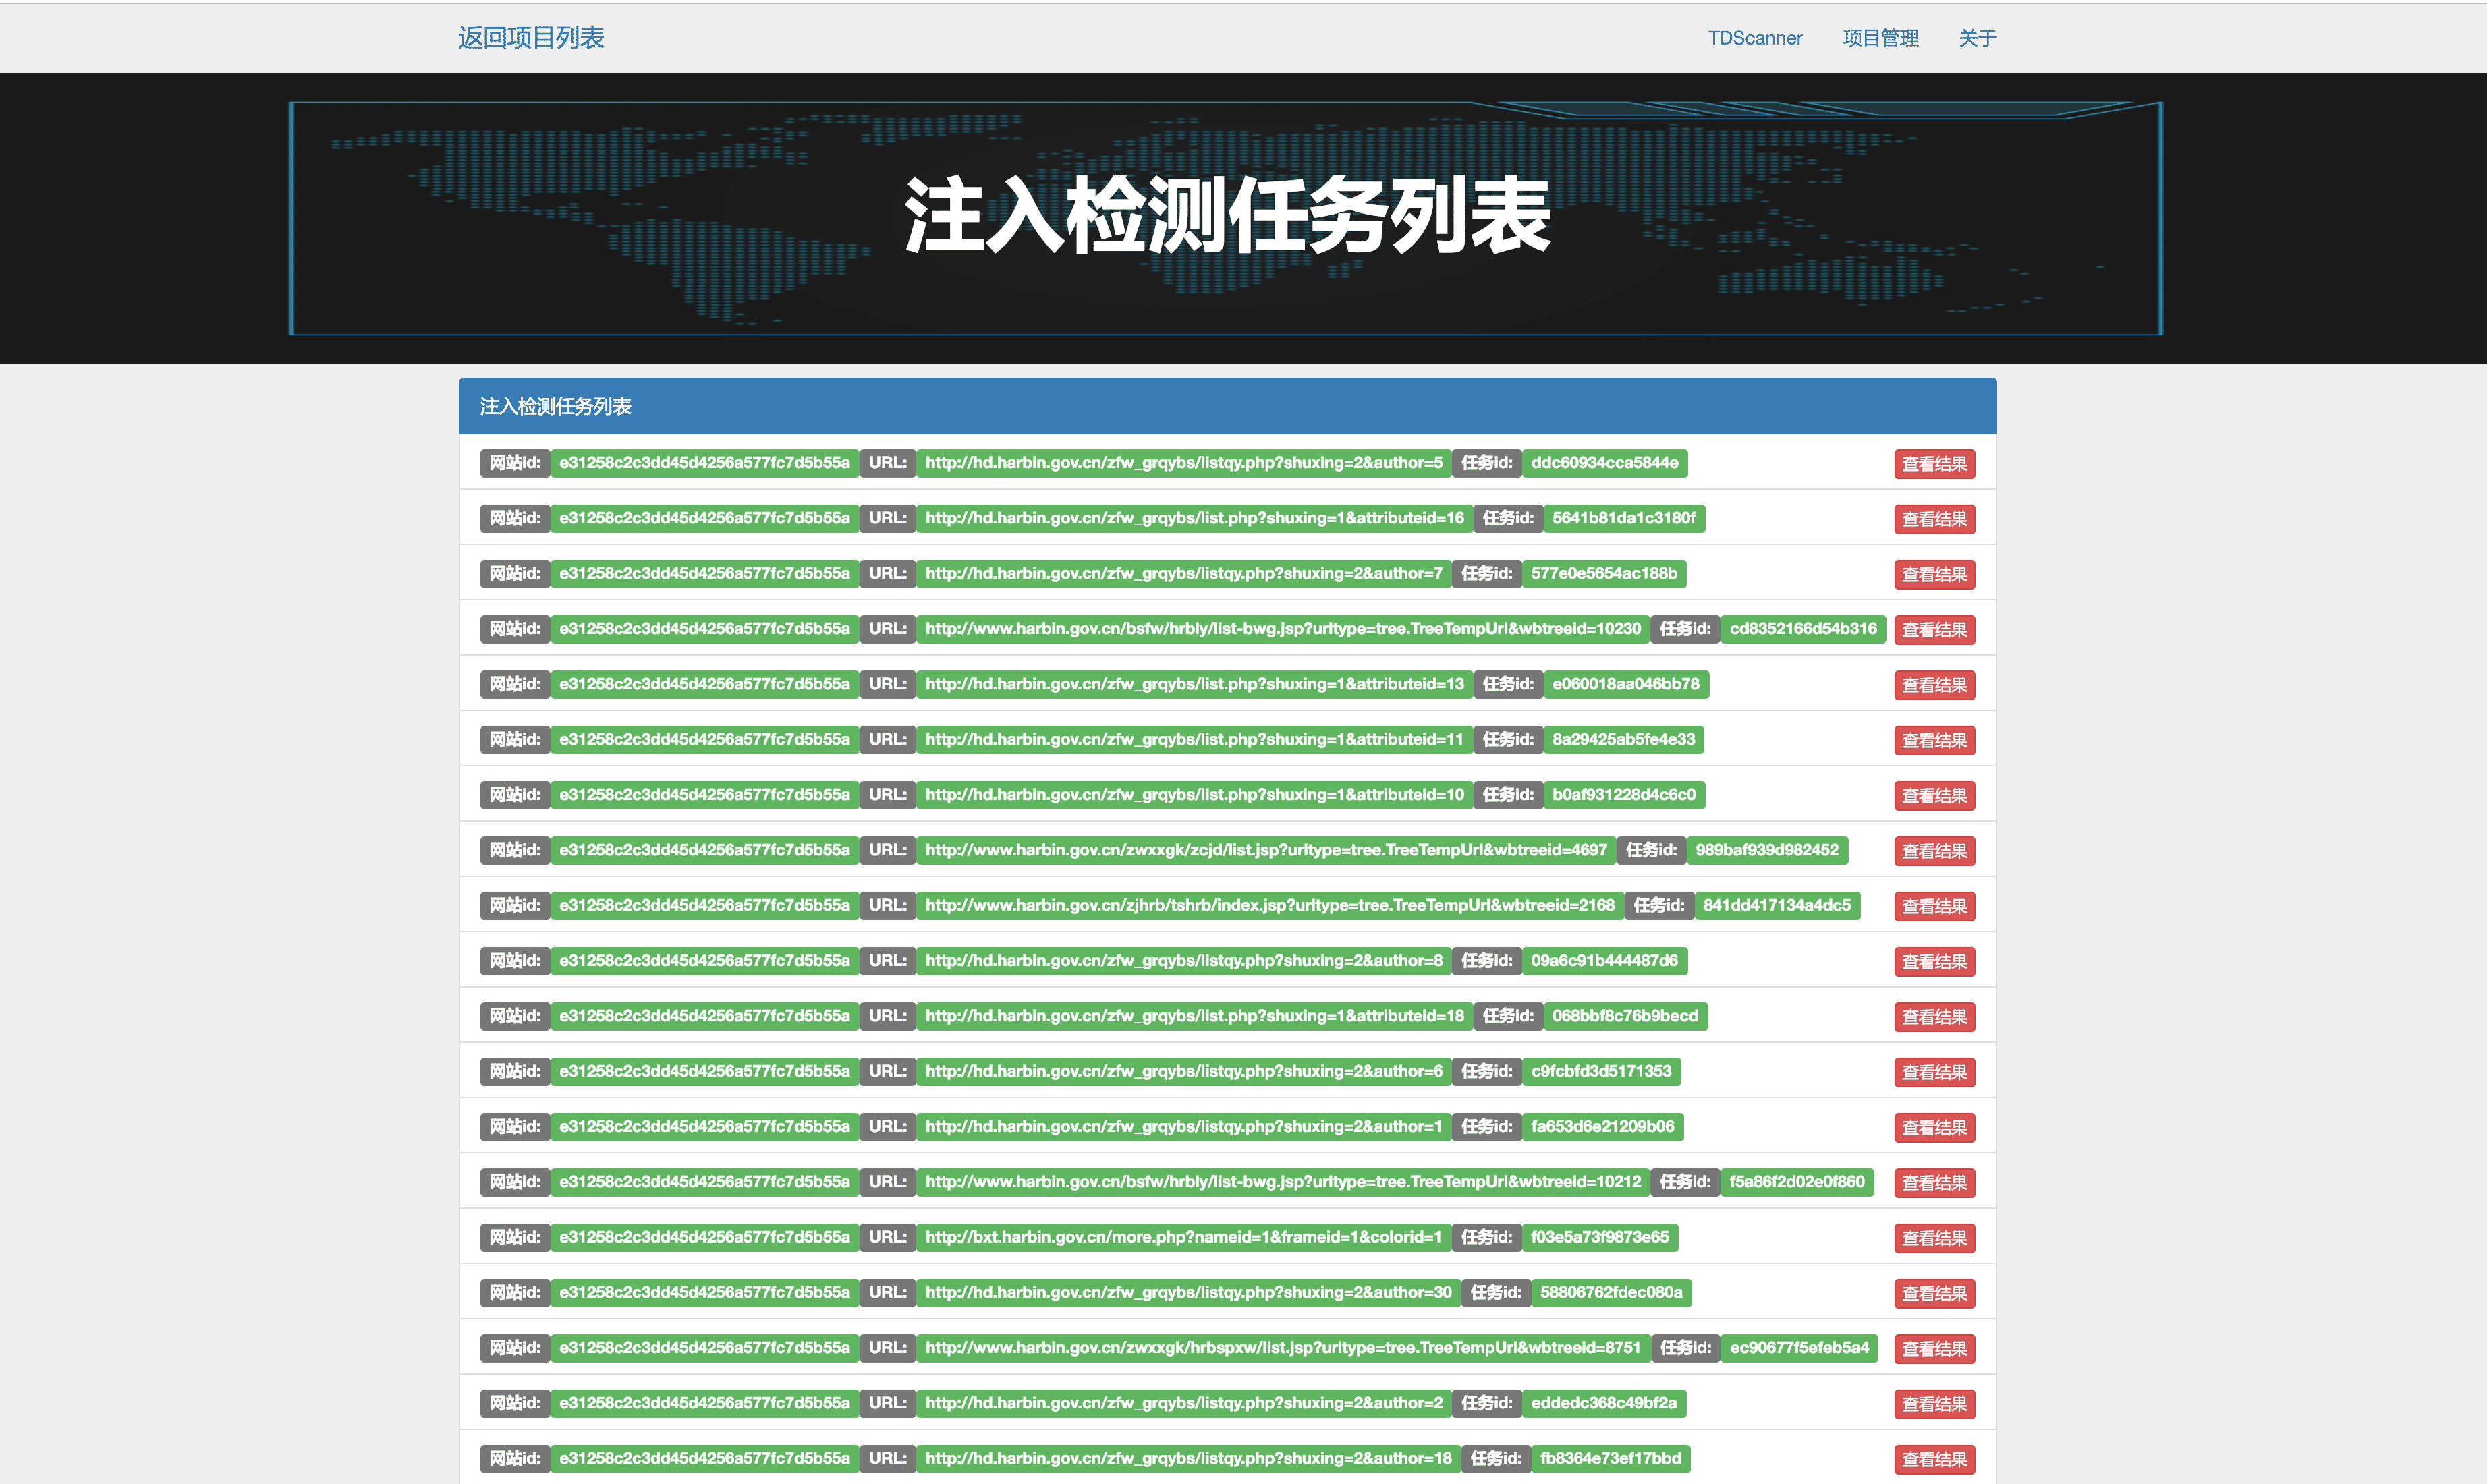 返回项目列表 TDScanner 项目管理 关于
注入检测任务列表
注入检测任务列表
网站id: e31258c2c3dd45d4256a577fc7d5b55a URL: http://hd.harbin.gov.cn/zfw_grqybs/listqy.php?shuxing=2&author=5 任务id: ddc60934cca5844e 查看结果
网站id: e31258c2c3dd45d4256a577fc7d5b55a URL: http://hd.harbin.gov.cn/zfw_grqybs/list.php?shuxing=1&attributeid=16 任务id: 5641b81da1c3180f 查看结果
网站id: e31258c2c3dd45d4256a577fc7d5b55a URL: http://hd.harbin.gov.cn/zfw_grqybs/listqy.php?shuxing=2&author=7 任务id: 577e0e5654ac188b 查看结果
网站id: e31258c2c3dd45d4256a577fc7d5b55a URL: http://www.harbin.gov.cn/bsfw/hrbly/list-bwg.jsp?urltype=tree.TreeTempUrl&wbtreeid=10230 任务id: cd8352166d54b316 查看结果
网站id: e31258c2c3dd45d4256a577fc7d5b55a URL: http://hd.harbin.gov.cn/zfw_grqybs/list.php?shuxing=1&attributeid=13 任务id: e060018aa046bb78 查看结果
网站id: e31258c2c3dd45d4256a577fc7d5b55a URL: http://hd.harbin.gov.cn/zfw_grqybs/list.php?shuxing=1&attributeid=11 任务id: 8a29425ab5fe4e33 查看结果
网站id: e31258c2c3dd45d4256a577fc7d5b55a URL: http://hd.harbin.gov.cn/zfw_grqybs/list.php?shuxing=1&attributeid=10 任务id: b0af931228d4c6c0 查看结果
网站id: e31258c2c3dd45d4256a577fc7d5b55a URL: http://www.harbin.gov.cn/zwxxgk/zcjd/list.jsp?urltype=tree.TreeTempUrl&wbtreeid=4697 任务id: 989baf939d982452 查看结果
网站id: e31258c2c3dd45d4256a577fc7d5b55a URL: http://www.harbin.gov.cn/zjhrb/tshrb/index.jsp?urltype=tree.TreeTempUrl&wbtreeid=2168 任务id: 841dd417134a4dc5 查看结果
网站id: e31258c2c3dd45d4256a577fc7d5b55a URL: http://hd.harbin.gov.cn/zfw_grqybs/listqy.php?shuxing=2&author=8 任务id: 09a6c91b444487d6 查看结果
网站id: e31258c2c3dd45d4256a577fc7d5b55a URL: http://hd.harbin.gov.cn/zfw_grqybs/list.php?shuxing=1&attributeid=18 任务id: 068bbf8c76b9becd 查看结果
网站id: e31258c2c3dd45d4256a577fc7d5b55a URL: http://hd.harbin.gov.cn/zfw_grqybs/listqy.php?shuxing=2&author=6 任务id: c9fcbfd3d5171353 查看结果
网站id: e31258c2c3dd45d4256a577fc7d5b55a URL: http://hd.harbin.gov.cn/zfw_grqybs/listqy.php?shuxing=2&author=1 任务id: fa653d6e21209b06 查看结果
网站id: e31258c2c3dd45d4256a577fc7d5b55a URL: http://www.harbin.gov.cn/bsfw/hrbly/list-bwg.jsp?urltype=tree.TreeTempUrl&wbtreeid=10212 任务id: f5a86f2d02e0f860 查看结果
网站id: e31258c2c3dd45d4256a577fc7d5b55a URL: http://bxt.harbin.gov.cn/more.php?nameid=1&frameid=1&colorid=1 任务id: f03e5a73f9873e65 查看结果
网站id: e31258c2c3dd45d4256a577fc7d5b55a URL: http://hd.harbin.gov.cn/zfw_grqybs/listqy.php?shuxing=2&author=30 任务id: 58806762fdec080a 查看结果
网站id: e31258c2c3dd45d4256a577fc7d5b55a URL: http://www.harbin.gov.cn/zwxxgk/hrbspxw/list.jsp?urltype=tree.TreeTempUrl&wbtreeid=8751 任务id: ec90677f5efeb5a4 查看结果
网站id: e31258c2c3dd45d4256a577fc7d5b55a URL: http://hd.harbin.gov.cn/zfw_grqybs/listqy.php?shuxing=2&author=2 任务id: eddedc368c49bf2a 查看结果
网站id: e31258c2c3dd45d4256a577fc7d5b55a URL: http://hd.harbin.gov.cn/zfw_grqybs/listqy.php?shuxing=2&author=18 任务id: fb8364e73ef17bbd 查看结果